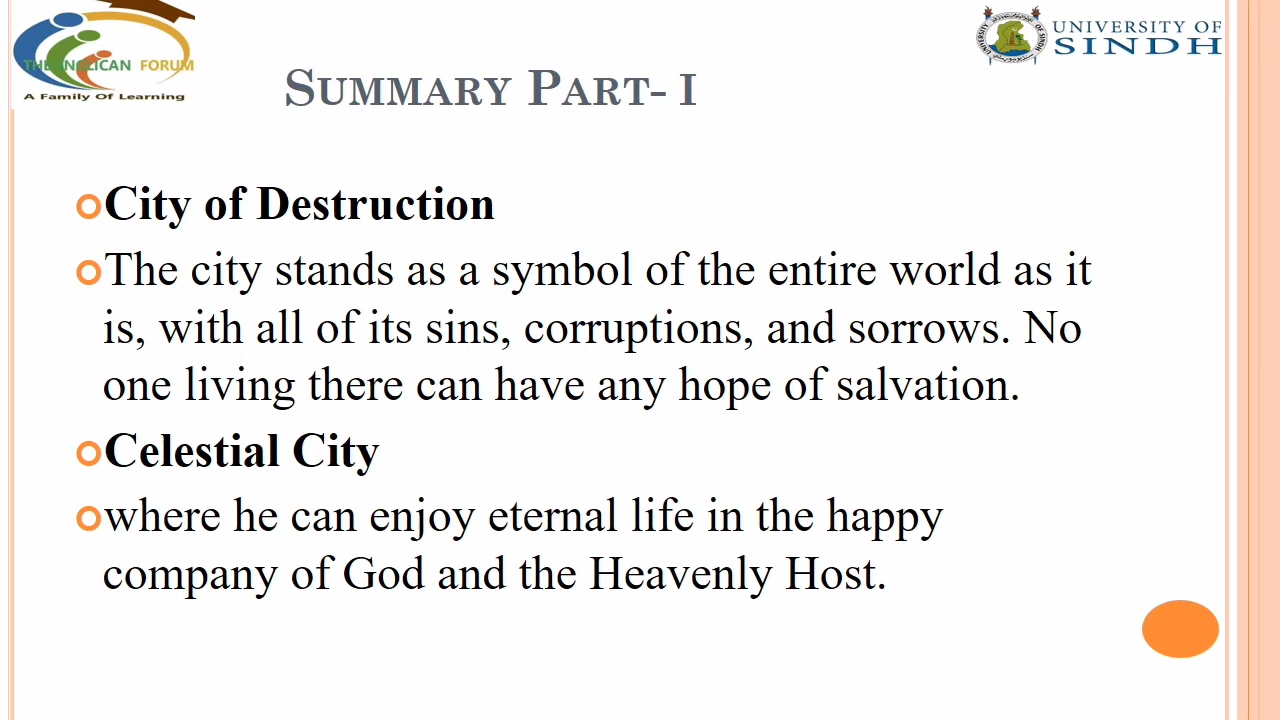 THE ANGLICAN FORUM
A Family Of Learning
UNIVERSITY OF
SINDH
SUMMARY PART- I
City of Destruction
The city stands as a symbol of the entire world as it
is, with all of its sins, corruptions, and sorrows. No
one living there can have any hope of salvation.
Celestial City
where he can enjoy eternal life in the happy
company of God and the Heavenly Host.